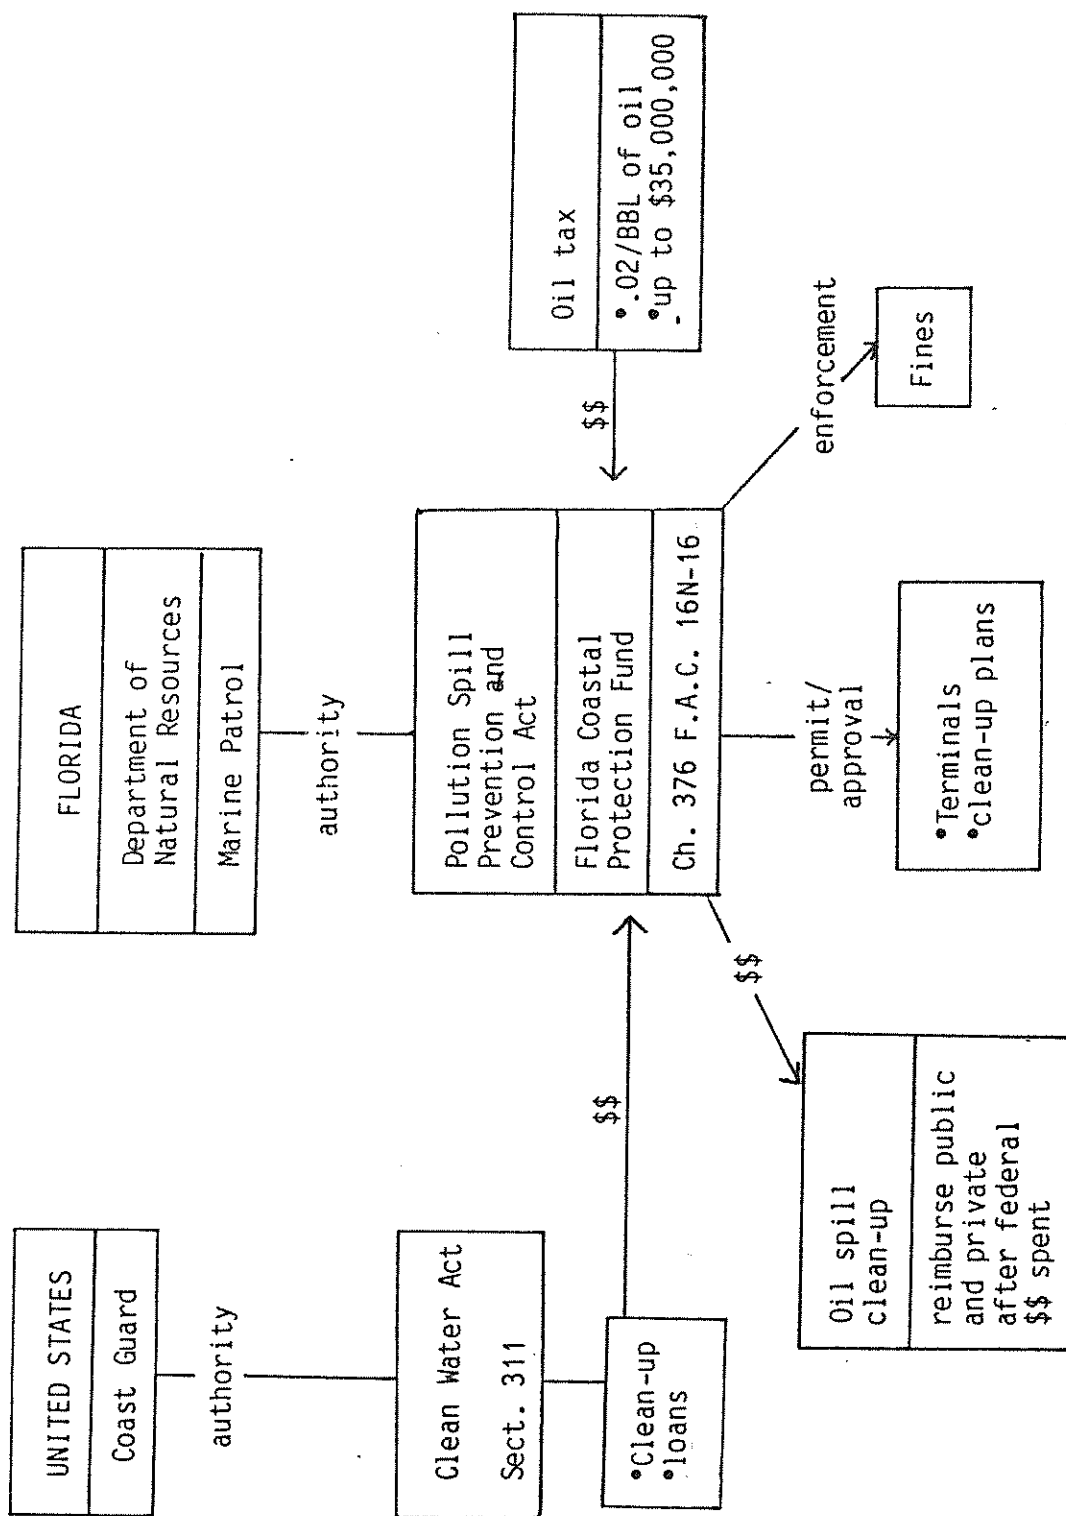 UNITED STATES
Coast Guard
authority
Clean Water Act
Sect. 311
•Clean-up
•loans
$$
FLORIDA
Department of
Natural Resources
Marine Patrol
authority
Pollution Spill
Prevention and
Control Act
Florida Coastal
Protection Fund
Ch. 376 F.A.C. 16N-16
$$
Oil tax
•.02/BBL of oil
•up to $35,000,000
$$
Oil spill
clean-up
reimburse public
and private
after federal
$$ spent
permit/
approval
•Terminals
•clean-up plans
enforcement
Fines